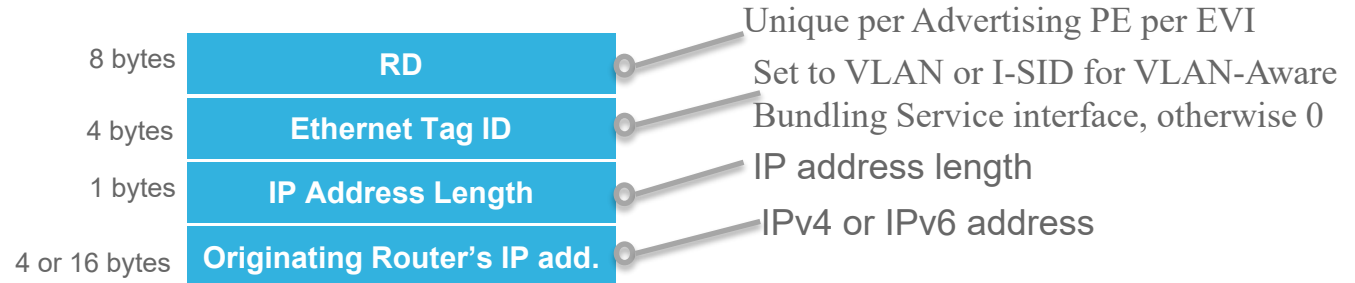 Unique per Advertising PE per EVI
8 bytes
RD
Set to VLAN or I-SID for VLAN-Aware
Bundling Service interface, otherwise 0
4 bytes
Ethernet Tag ID
IP address length
1 bytes
IP Address Length
IPv4 or IPv6 address
4 or 16 bytes
Originating Router’s IP add.